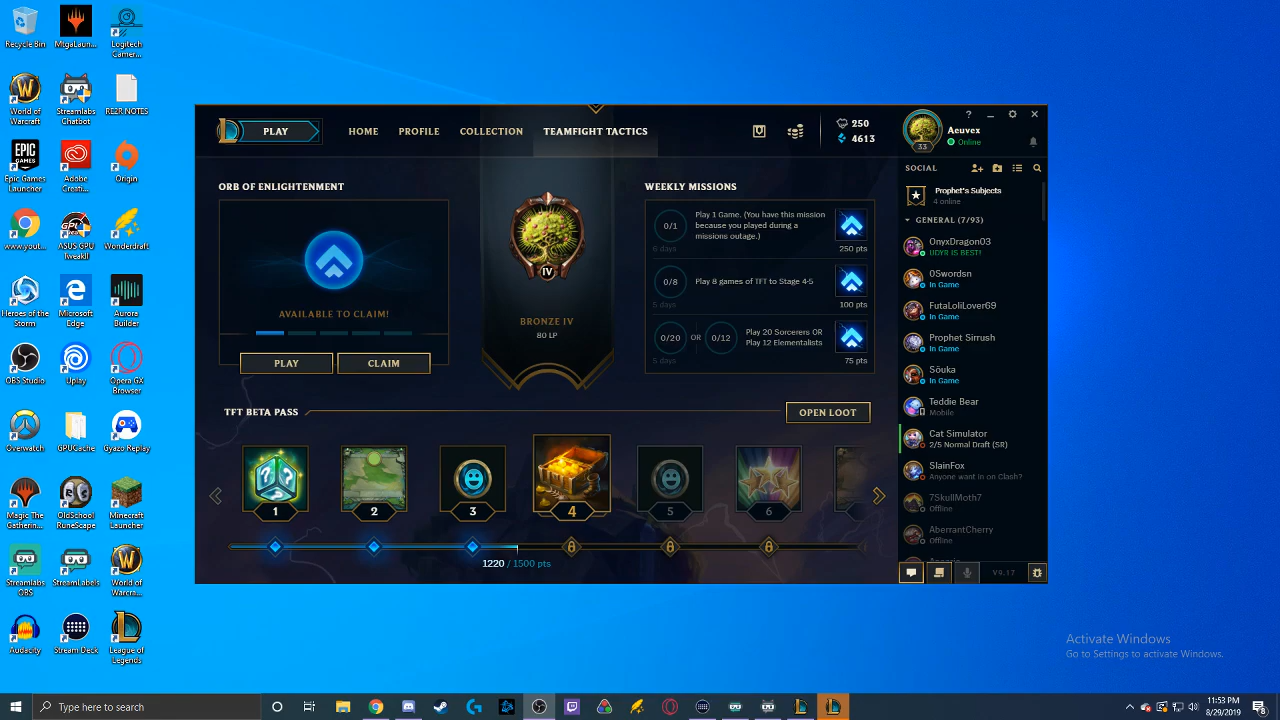 Recycle Bin
MtgaLaun...
Logitech
Gamer...
World of
Warcraft
Streamlabs
Chatbot
RE2R NOTES
Epic Games
Launcher
Adobe
Creati...
Origin
www.yout...
ASUS GPU
TweakII
Wonderdraft
Heroes of the
Storm
Microsoft
Edge
Aurora
Builder
OBS Studio
Uplay
Opera GX
Browser
Overwatch
GPUCache
Gyazo Replay
Magic The
Gatherin...
OldSchool
RuneScape
Minecraft
Launcher
Streamlabs
OBS
StreamLabels
World of
Warcra...
Audacity
Stream Deck
League of
Legends
PLAY
HOME
PROFILE
COLLECTION
TEAMFIGHT TACTICS
250
4613
33
Aeuvex
Online
ORB OF ENLIGHTENMENT
AVAILABLE TO CLAIM!
PLAY
CLAIM
IV
BRONZE IV
80 LP
WEEKLY MISSIONS
0/1
6 days
Play 1 Game. (You have this mission
because you played during a
missions outage.)
250 pts
0/8
5 days
Play 8 games of TFT to Stage 4-5
100 pts
0/20 OR 0/12
5 days
Play 20 Sorcerers OR
Play 12 Elementalists
75 pts
TFT BETA PASS
OPEN LOOT
1
2
3
4
5
6
1220 / 1500 pts
SOCIAL
Prophet's Subjects
4 online
GENERAL (7/93)
OnyxDragon03
UDYR IS BEST!
0Swordsn
In Game
FutaLoliLover69
In Game
Prophet Sirrush
In Game
Sōuka
In Game
Teddie Bear
Mobile
Cat Simulator
2/5 Normal Draft (SR)
SlainFox
Anyone want in on Clash?
7SkullMoth7
Offline
AberrantCherry
Offline
V9.17
Activate Windows
Go to Settings to activate Windows.
Type here to search
11:53 PM
8/29/2019